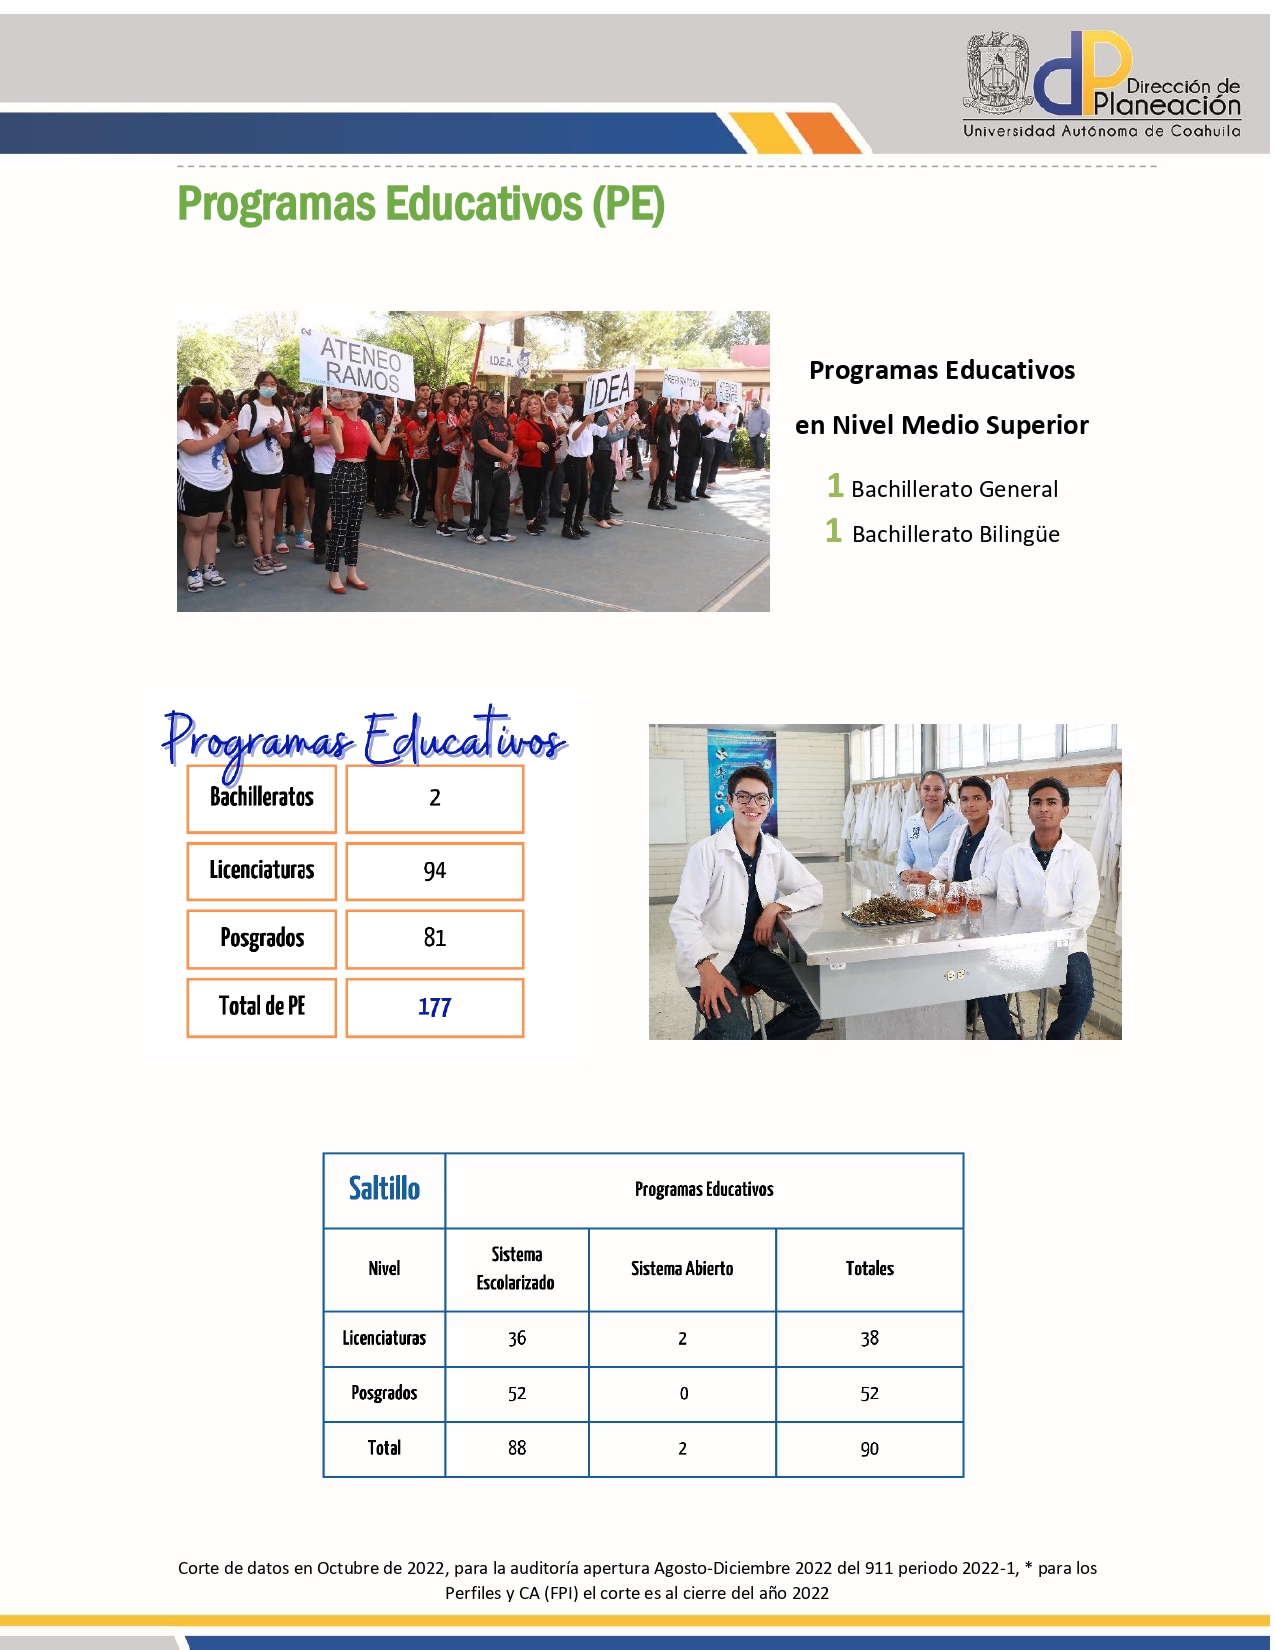 Dirección de
Planeación
Universidad Autónoma de Coahuila
Programas Educativos (PE)
C-6
ATENEO
RAMOS
I.D.E.A.
IDEA
PREPARATORIA
1
ATENEO
FUENTE
Programas Educativos
en Nivel Medio Superior
1 Bachillerato General
1 Bachillerato Bilingüe
Programas Educativos
Bachilleratos 2
Licenciaturas 94
Posgrados 81
Total de PE 177
Saltillo Programas Educativos
Nivel Sistema Escolarizado Sistema Abierto Totales
Licenciaturas 36 2 38
Posgrados 52 0 52
Total 88 2 90
Corte de datos en Octubre de 2022, para la auditoría apertura Agosto-Diciembre 2022 del 911 periodo 2022-1, * para los
Perfiles y CA (FPI) el corte es al cierre del año 2022